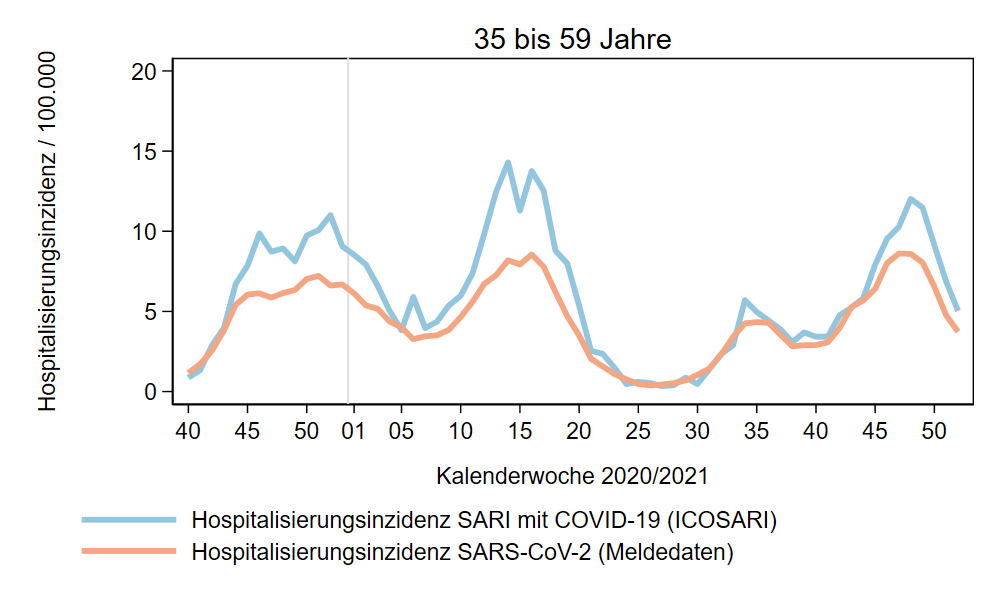 35 bis 59 Jahre
Hospitalisierungsinzidenz / 100.000
20
15
10
5
0
40 45 50 01 05 10 15 20 25 30 35 40 45 50
Kalenderwoche 2020/2021
Hospitalisierungsinzidenz SARI mit COVID-19 (ICOSARI)
Hospitalisierungsinzidenz SARS-CoV-2 (Meldedaten)